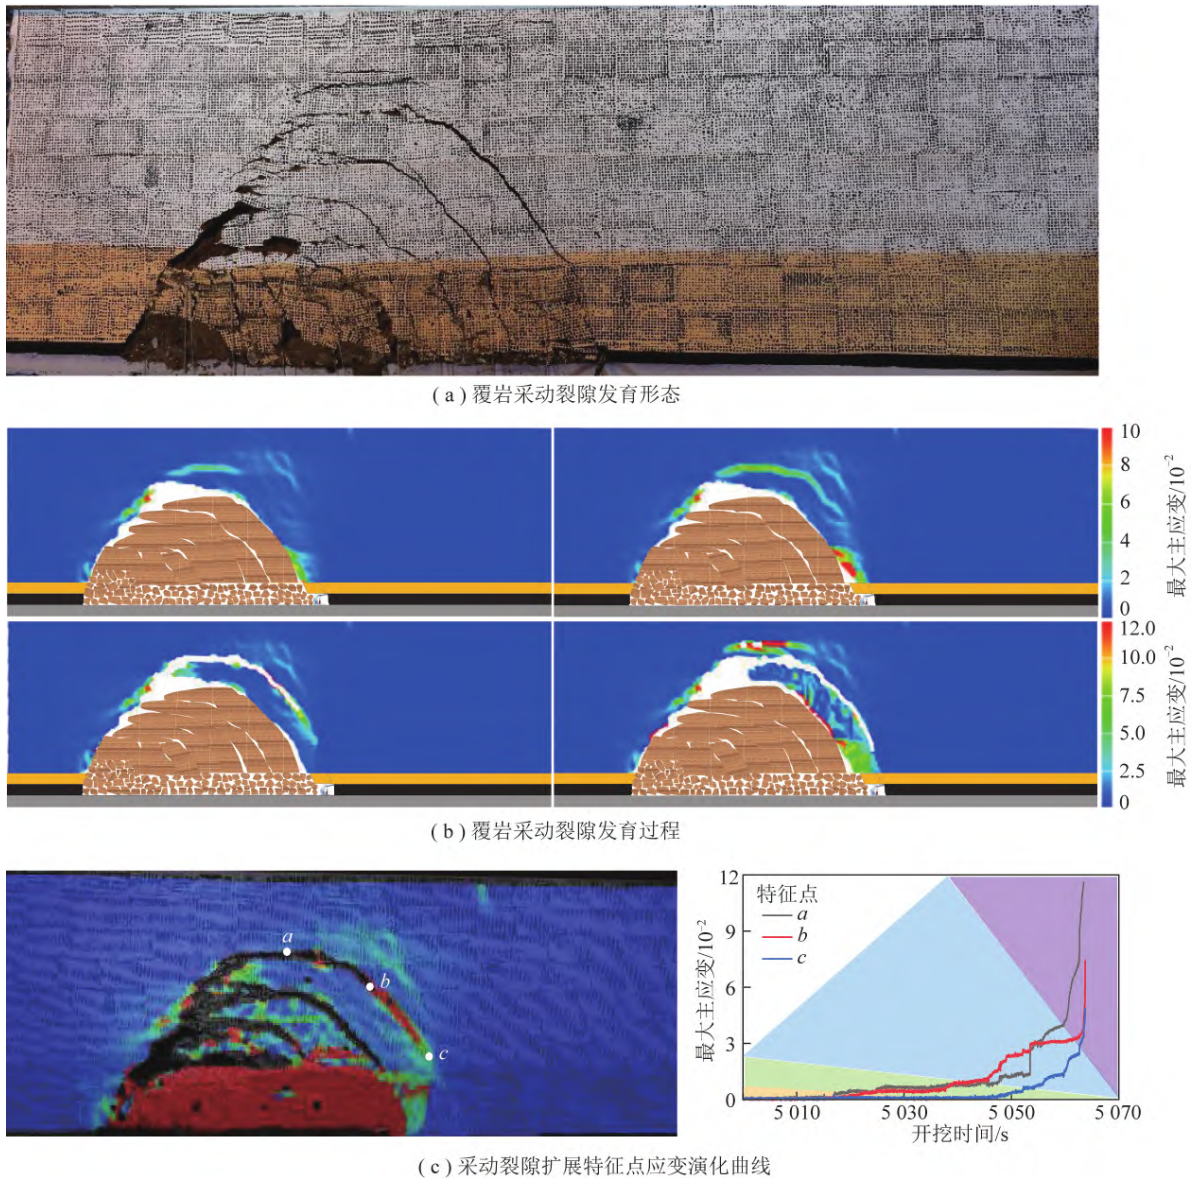 (a)覆岩采动裂隙发育形态
10
8
6
4
2
0
最大主应变/10⁻²
12.0
10.0
7.5
5.0
2.5
0
最大主应变/10⁻²
(b)覆岩采动裂隙发育过程
a
b
c
12
9
6
3
0
最大主应变/10⁻²
特征点
a
b
c
5 010 5 030 5 050 5 070
开挖时间/s
(c)采动裂隙扩展特征点应变演化曲线